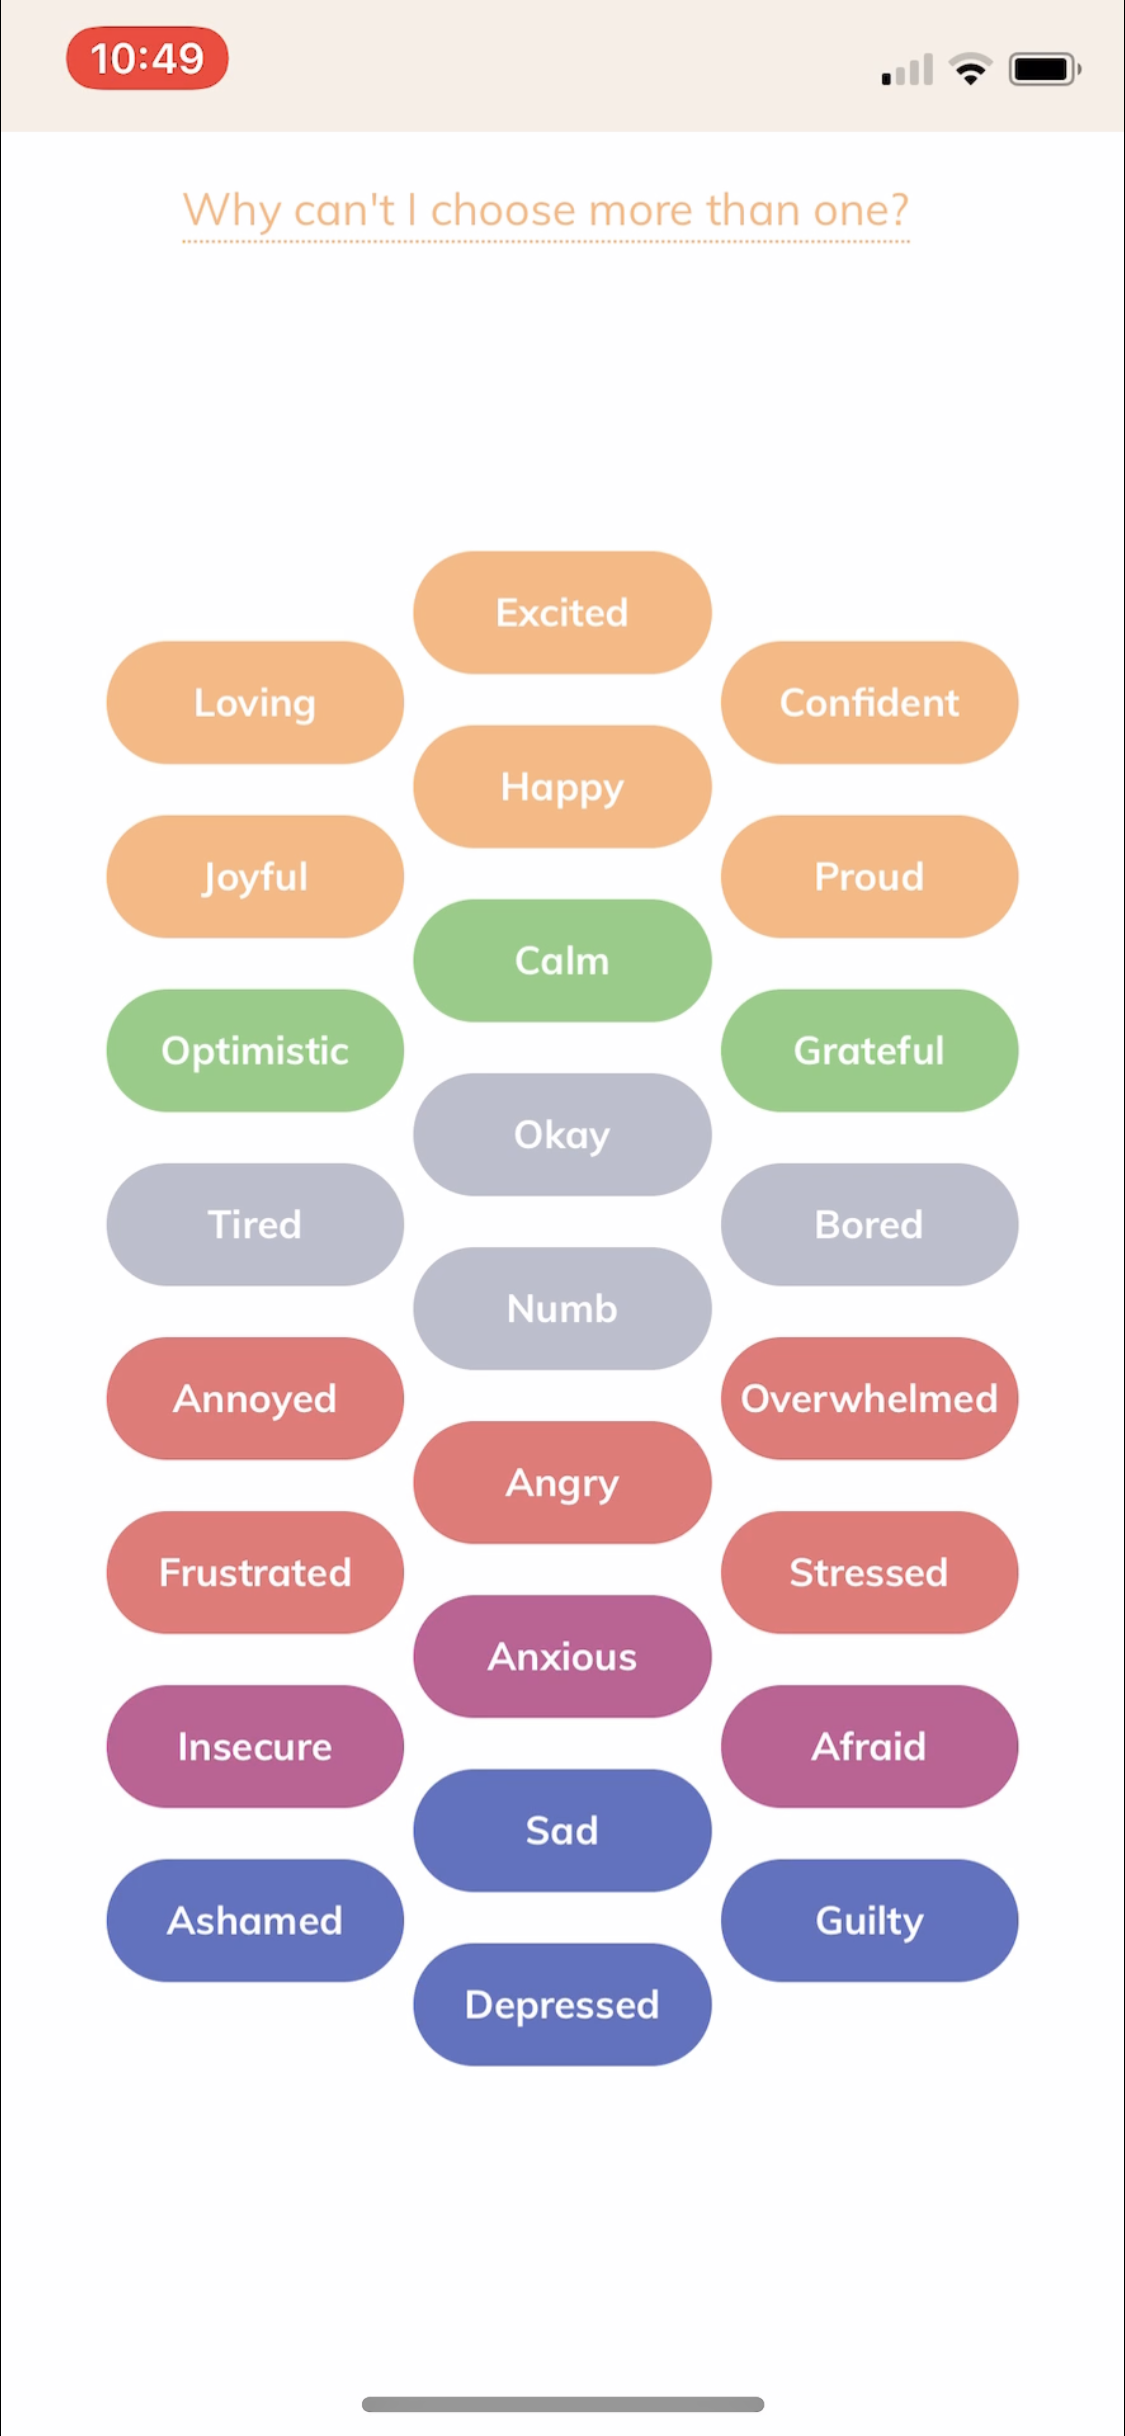 10:49
Why can't I choose more than one?
Excited
Loving
Confident
Happy
Joyful
Proud
Calm
Optimistic
Grateful
Okay
Tired
Bored
Numb
Annoyed
Overwhelmed
Angry
Frustrated
Stressed
Anxious
Insecure
Afraid
Sad
Ashamed
Guilty
Depressed